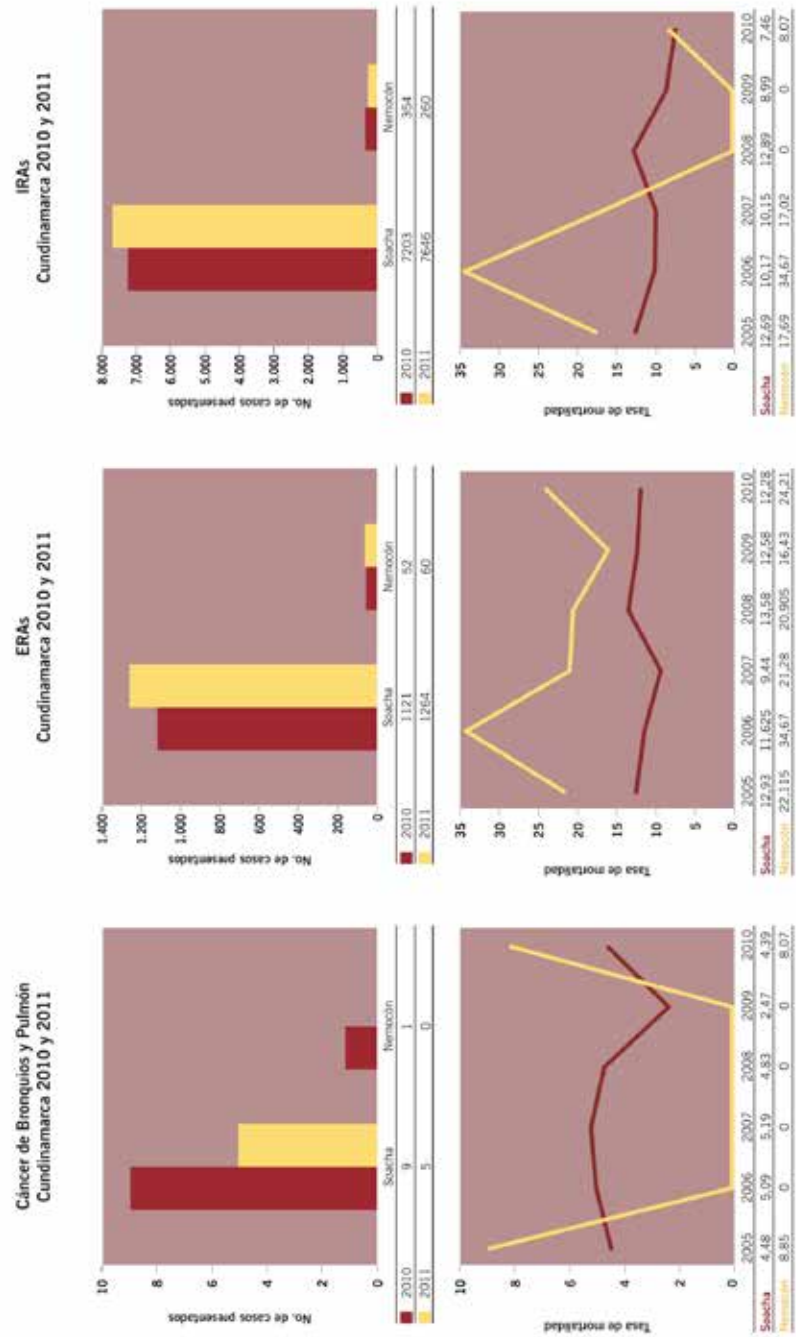 Cáncer de Bronquios y Pulmón
Cundinamarca 2010 y 2011
No. de casos presentados
10
8
6
4
2
0
Soacha Nemocón
2010 9 1
2011 5 0
Tasa de mortalidad
10
8
6
4
2
0
2005 2006 2007 2008 2009 2010
Soacha 4,48 5,09 5,19 4,83 2,47 4,39
Nemocón 8,85 0 0 0 0 8,07
ERAs
Cundinamarca 2010 y 2011
No. de casos presentados
1.400
1.200
1.000
800
600
400
200
0
Soacha Nemocón
2010 1121 52
2011 1264 60
Tasa de mortalidad
35
30
25
20
15
10
5
0
2005 2006 2007 2008 2009 2010
Soacha 12,93 11,625 9,44 13,58 12,58 12,28
Nemocón 22,115 34,67 21,28 20,905 16,43 24,21
IRAs
Cundinamarca 2010 y 2011
No. de casos presentados
8.000
7.000
6.000
5.000
4.000
3.000
2.000
1.000
0
Soacha Nemocón
2010 7203 364
2011 7646 260
Tasa de mortalidad
35
30
25
20
15
10
5
0
2005 2006 2007 2008 2009 2010
Soacha 12,69 10,17 10,15 12,89 8,99 7,46
Nemocón 17,69 34,67 17,02 0 0 8,07